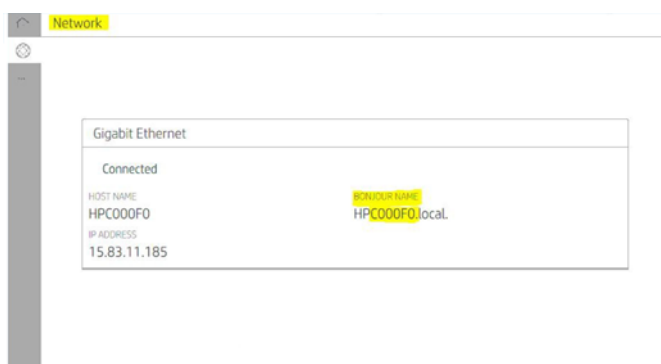 Network
Gigabit Ethernet
Connected
HOST NAME
HPC000F0
BONJOUR NAME
HPC000F0.local.
IP ADDRESS
15.83.11.185